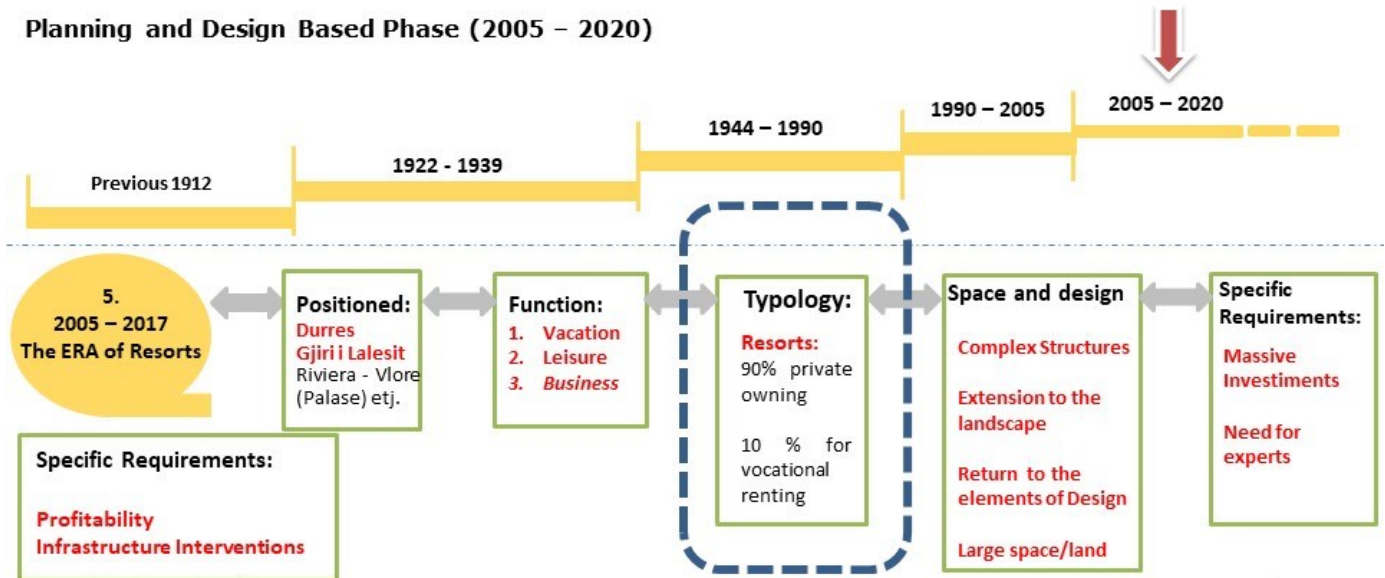 Planning and Design Based Phase (2005 – 2020)
2005 – 2020
1990 – 2005
1944 – 1990
1922 - 1939
Previous 1912
5.
2005 – 2017
The ERA of Resorts
Positioned:
Durres
Gjiri i Lalesit
Riviera - Vlore
(Palase) etj.
Function:
1. Vacation
2. Leisure
3. Business
Typology:
Resorts:
90% private
owning
10 % for
vocational
renting
Space and design
Complex Structures
Extension to the
landscape
Return to the
elements of Design
Large space/land
Specific
Requirements:
Massive
Investiments
Need for
experts
Specific Requirements:
Profitability
Infrastructure Interventions